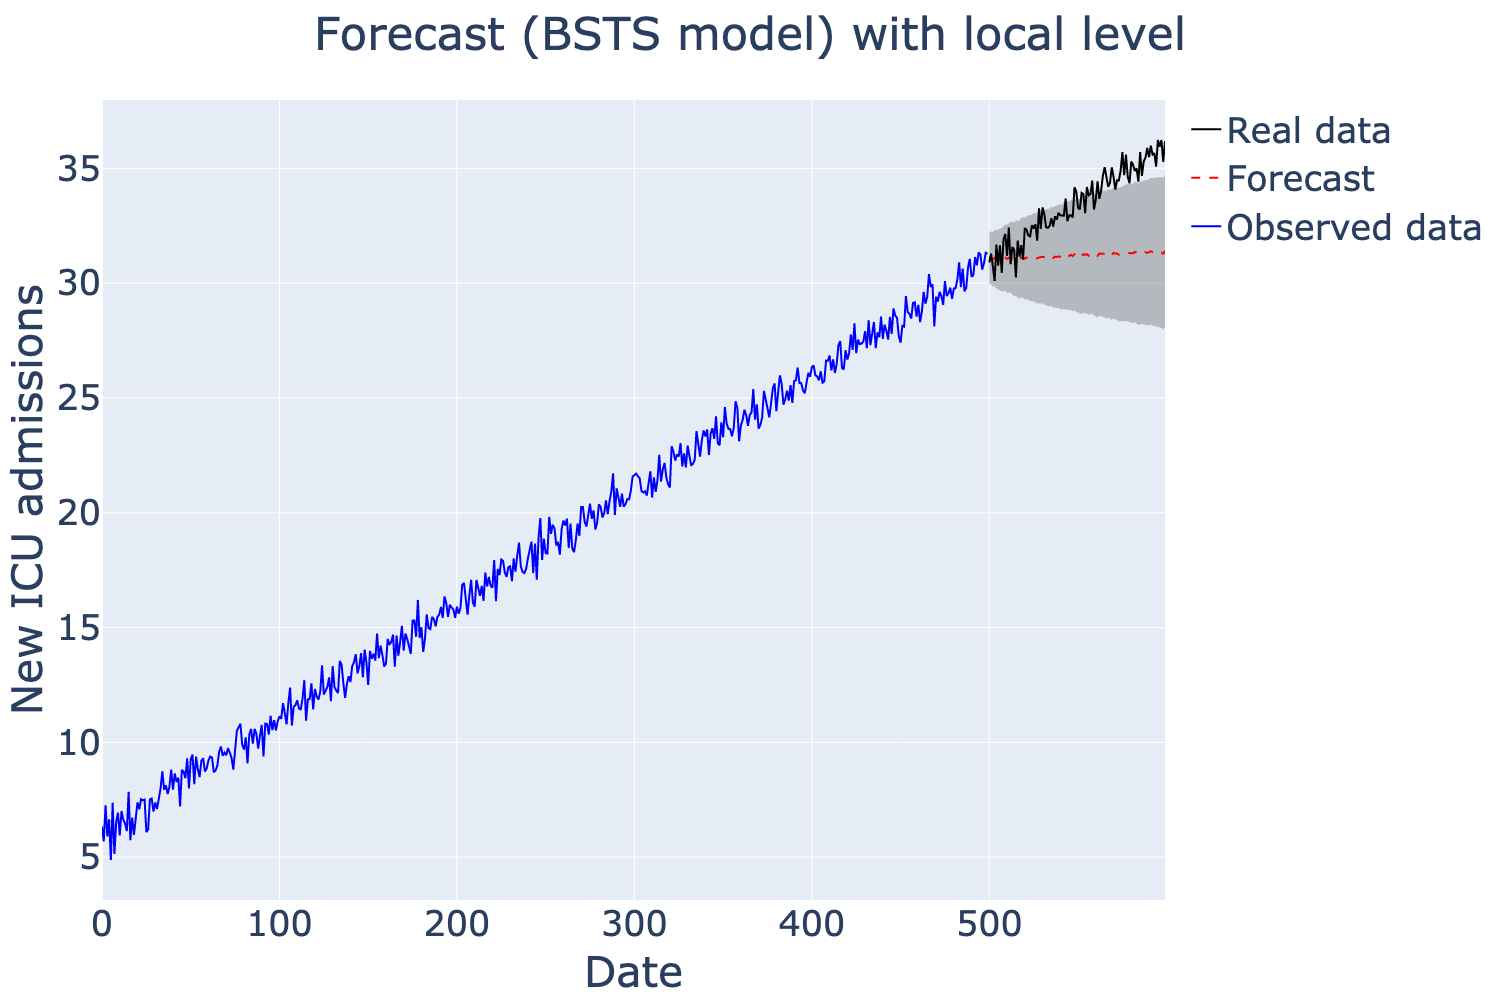 Forecast (BSTS model) with local level
Real data
Forecast
Observed data
New ICU admissions
35
30
25
20
15
10
5
0
100
200
300
400
500
Date